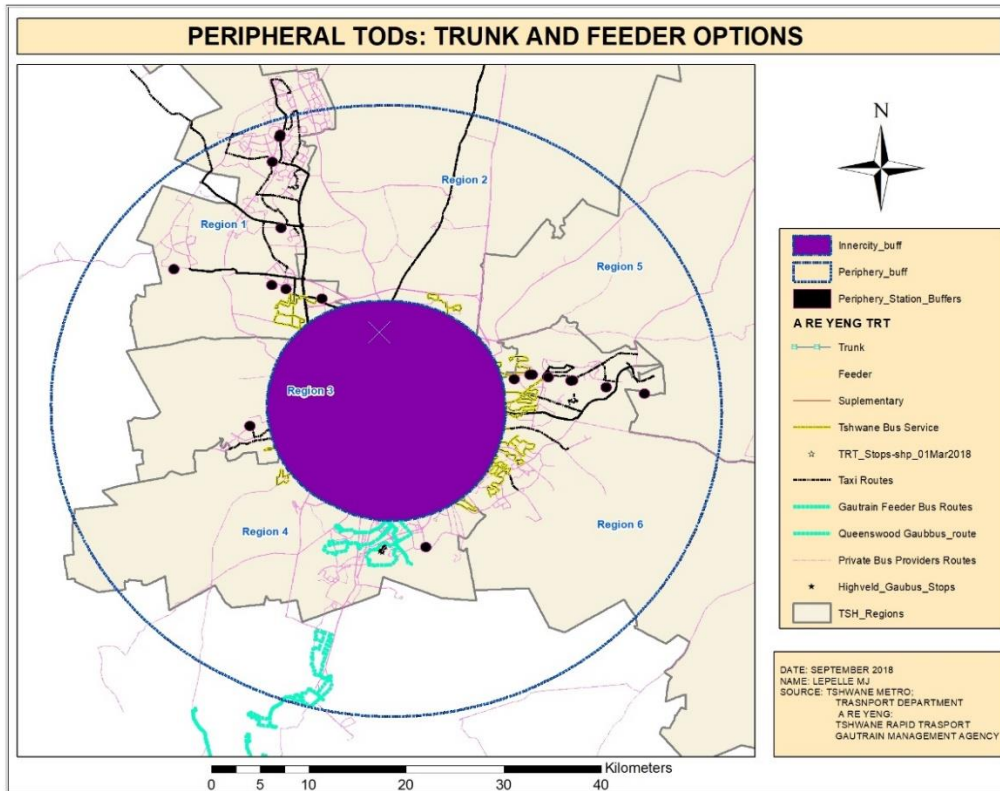 PERIPHERAL TODs: TRUNK AND FEEDER OPTIONS
N
Region 2
Region 1
Region 5
Region 3
Region 4
Region 6
Innercity_buff
Periphery_buff
Periphery_Station_Buffers
A RE YENG TRT
Trunk
Feeder
Suplementary
Tshwane Bus Service
TRT_Stops-shp_01Mar2018
Taxi Routes
Gautrain Feeder Bus Routes
Queenswood Gaubbus_route
Private Bus Providers Routes
Highveld_Gaubus_Stops
TSH_Regions
DATE: SEPTEMBER 2018
NAME: LEPELLE MJ
SOURCE: TSHWANE METRO;
TRASNPORT DEPARTMENT
A RE YENG:
TSHWANE RAPID TRASPORT
GAUTRAIN MANAGEMENT AGENCY
Kilometers
0 5 10 20 30 40